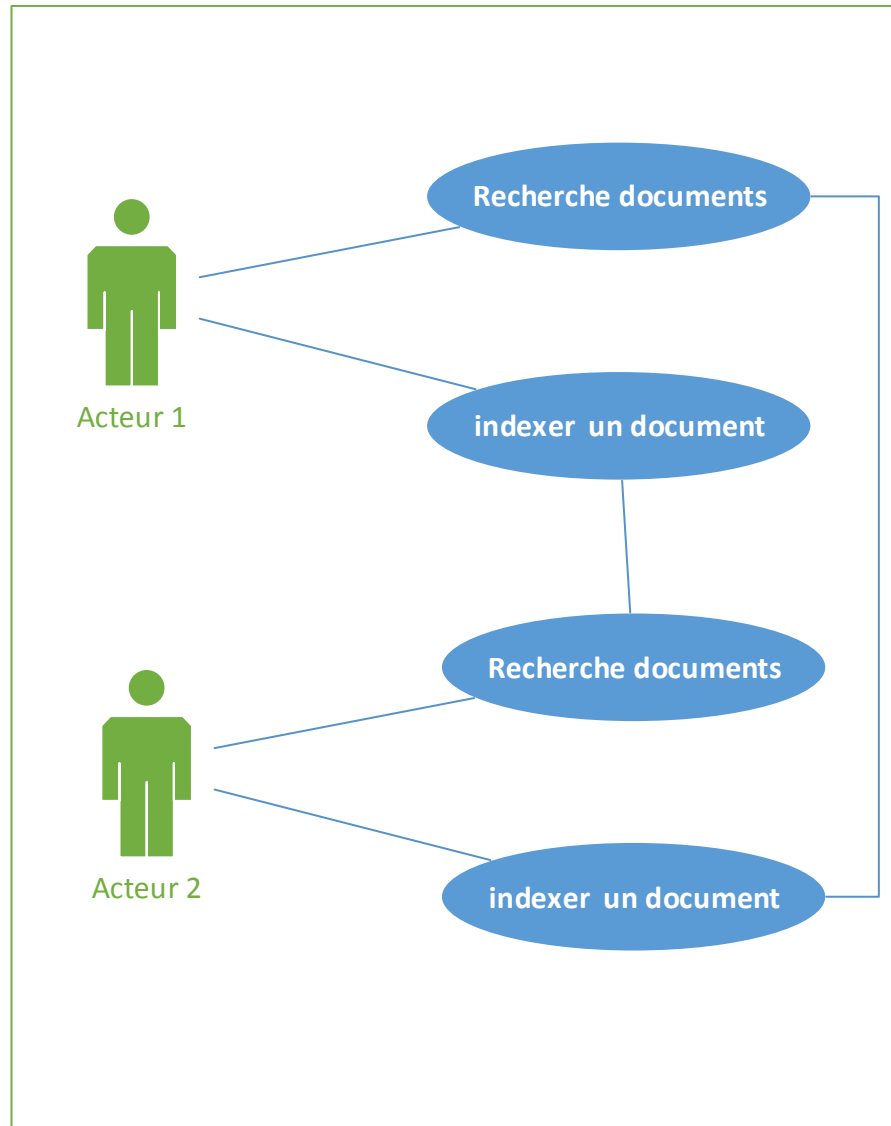 Recherche documents
Acteur 1
indexer un document
Recherche documents
Acteur 2
indexer un document